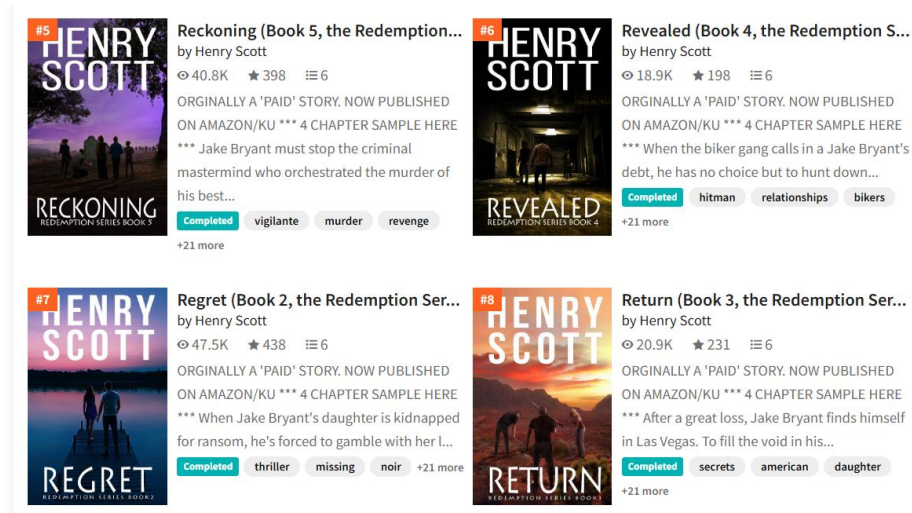 #5
HENRY
SCOTT
RECKONING
REDEMPTION SERIES BOOK 5
Reckoning (Book 5, the Redemption...
by Henry Scott
40.8K 398 6
ORGINALLY A 'PAID' STORY. NOW PUBLISHED
ON AMAZON/KU *** 4 CHAPTER SAMPLE HERE
*** Jake Bryant must stop the criminal
mastermind who orchestrated the murder of
his best...
Completed vigilante murder revenge
+21 more
#6
HENRY
SCOTT
REVEALED
REDEMPTION SERIES BOOK 4
Revealed (Book 4, the Redemption S...
by Henry Scott
18.9K 198 6
ORGINALLY A 'PAID' STORY. NOW PUBLISHED
ON AMAZON/KU *** 4 CHAPTER SAMPLE HERE
*** When the biker gang calls in a Jake Bryant's
debt, he has no choice but to hunt down...
Completed hitman relationships bikers
+21 more
#7
HENRY
SCOTT
REGRET
REDEMPTION SERIES BOOK 2
Regret (Book 2, the Redemption Ser...
by Henry Scott
47.5K 438 6
ORGINALLY A 'PAID' STORY. NOW PUBLISHED
ON AMAZON/KU *** 4 CHAPTER SAMPLE HERE
*** When Jake Bryant's daughter is kidnapped
for ransom, he's forced to gamble with her l...
Completed thriller missing noir +21 more
#8
HENRY
SCOTT
RETURN
REDEMPTION SERIES BOOK 3
Return (Book 3, the Redemption Ser...
by Henry Scott
20.9K 231 6
ORGINALLY A 'PAID' STORY. NOW PUBLISHED
ON AMAZON/KU *** 4 CHAPTER SAMPLE HERE
*** After a great loss, Jake Bryant finds himself
in Las Vegas. To fill the void in his...
Completed secrets american daughter
+21 more